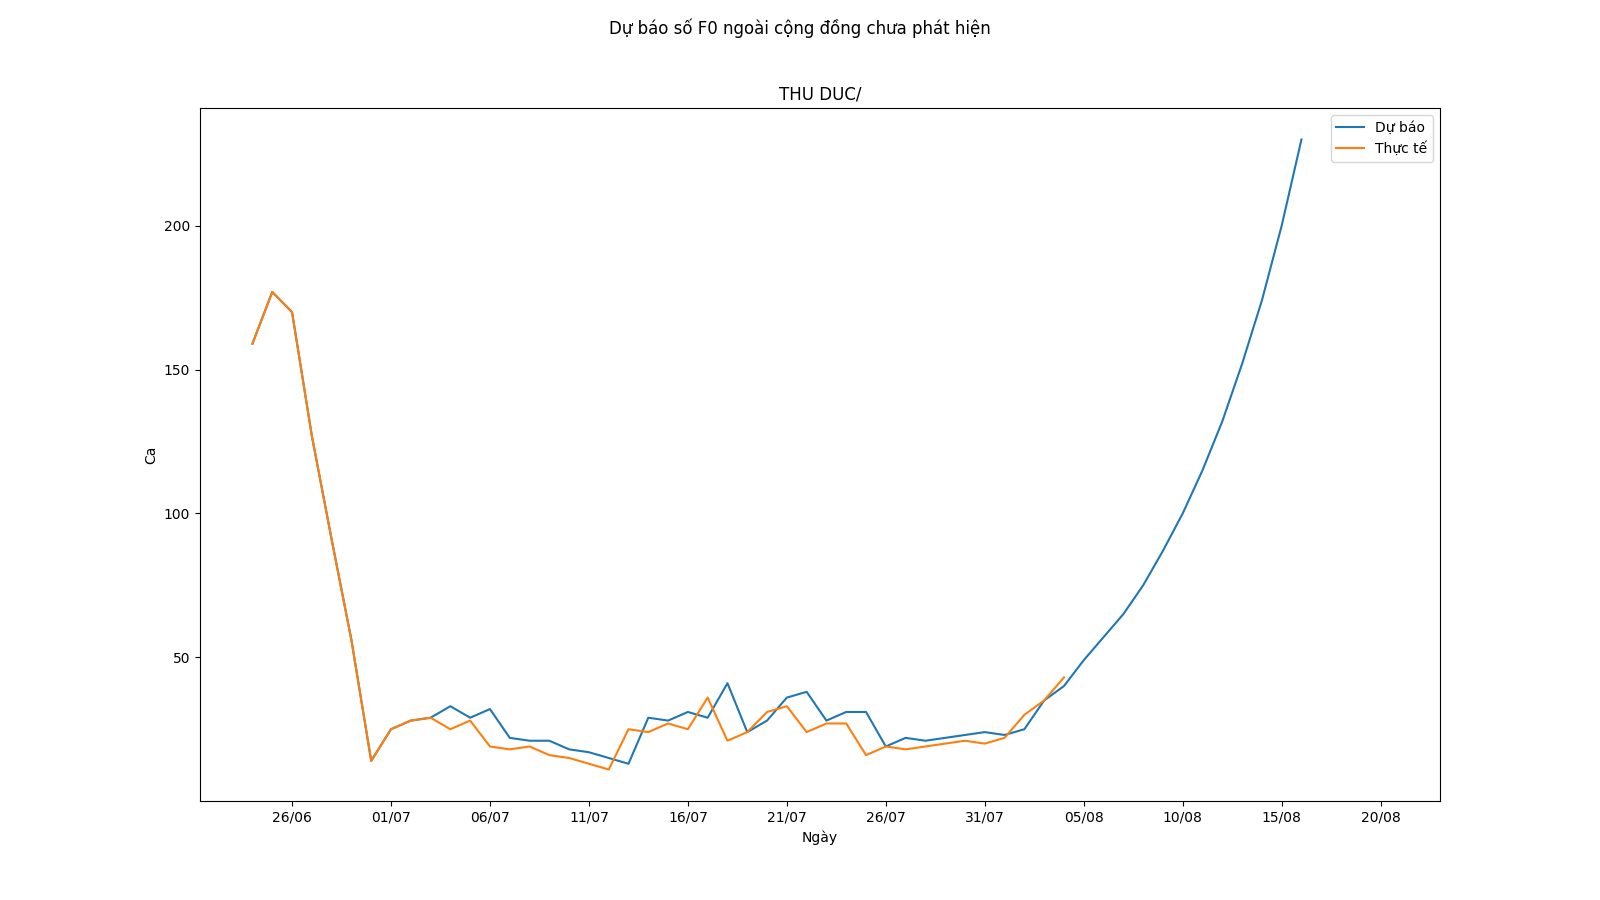 Dự báo số F0 ngoài cộng đồng chưa phát hiện
THU DUC/
Dự báo
Thực tế
200
150
100
50
Ca
26/06 01/07 06/07 11/07 16/07 21/07 26/07 31/07 05/08 10/08 15/08 20/08
Ngày